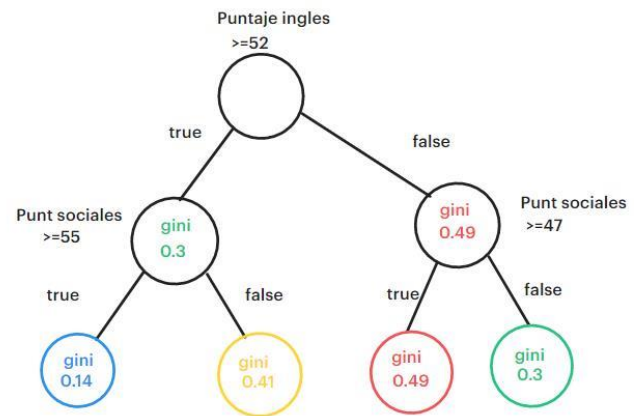 Puntaje ingles
>=52
true
false
Punt sociales
>=55
gini
0.3
gini
0.49
Punt sociales
>=47
true
false
true
false
gini
0.14
gini
0.41
gini
0.49
gini
0.3